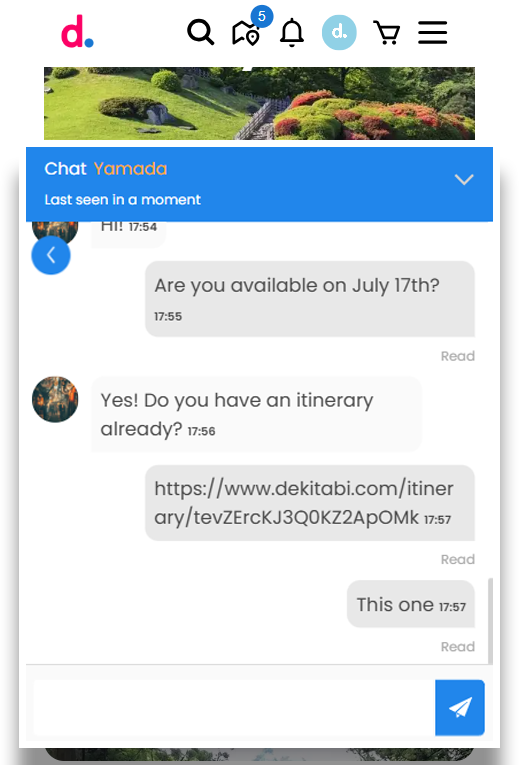 d.
5
d.
Chat Yamada
Last seen in a moment
Hi! 17:54
Are you available on July 17th?
17:55
Read
Yes! Do you have an itinerary
already? 17:56
https://www.dekitabi.com/itiner
ary/tevZErcKJ3Q0KZ2ApOMk 17:57
Read
This one 17:57
Read